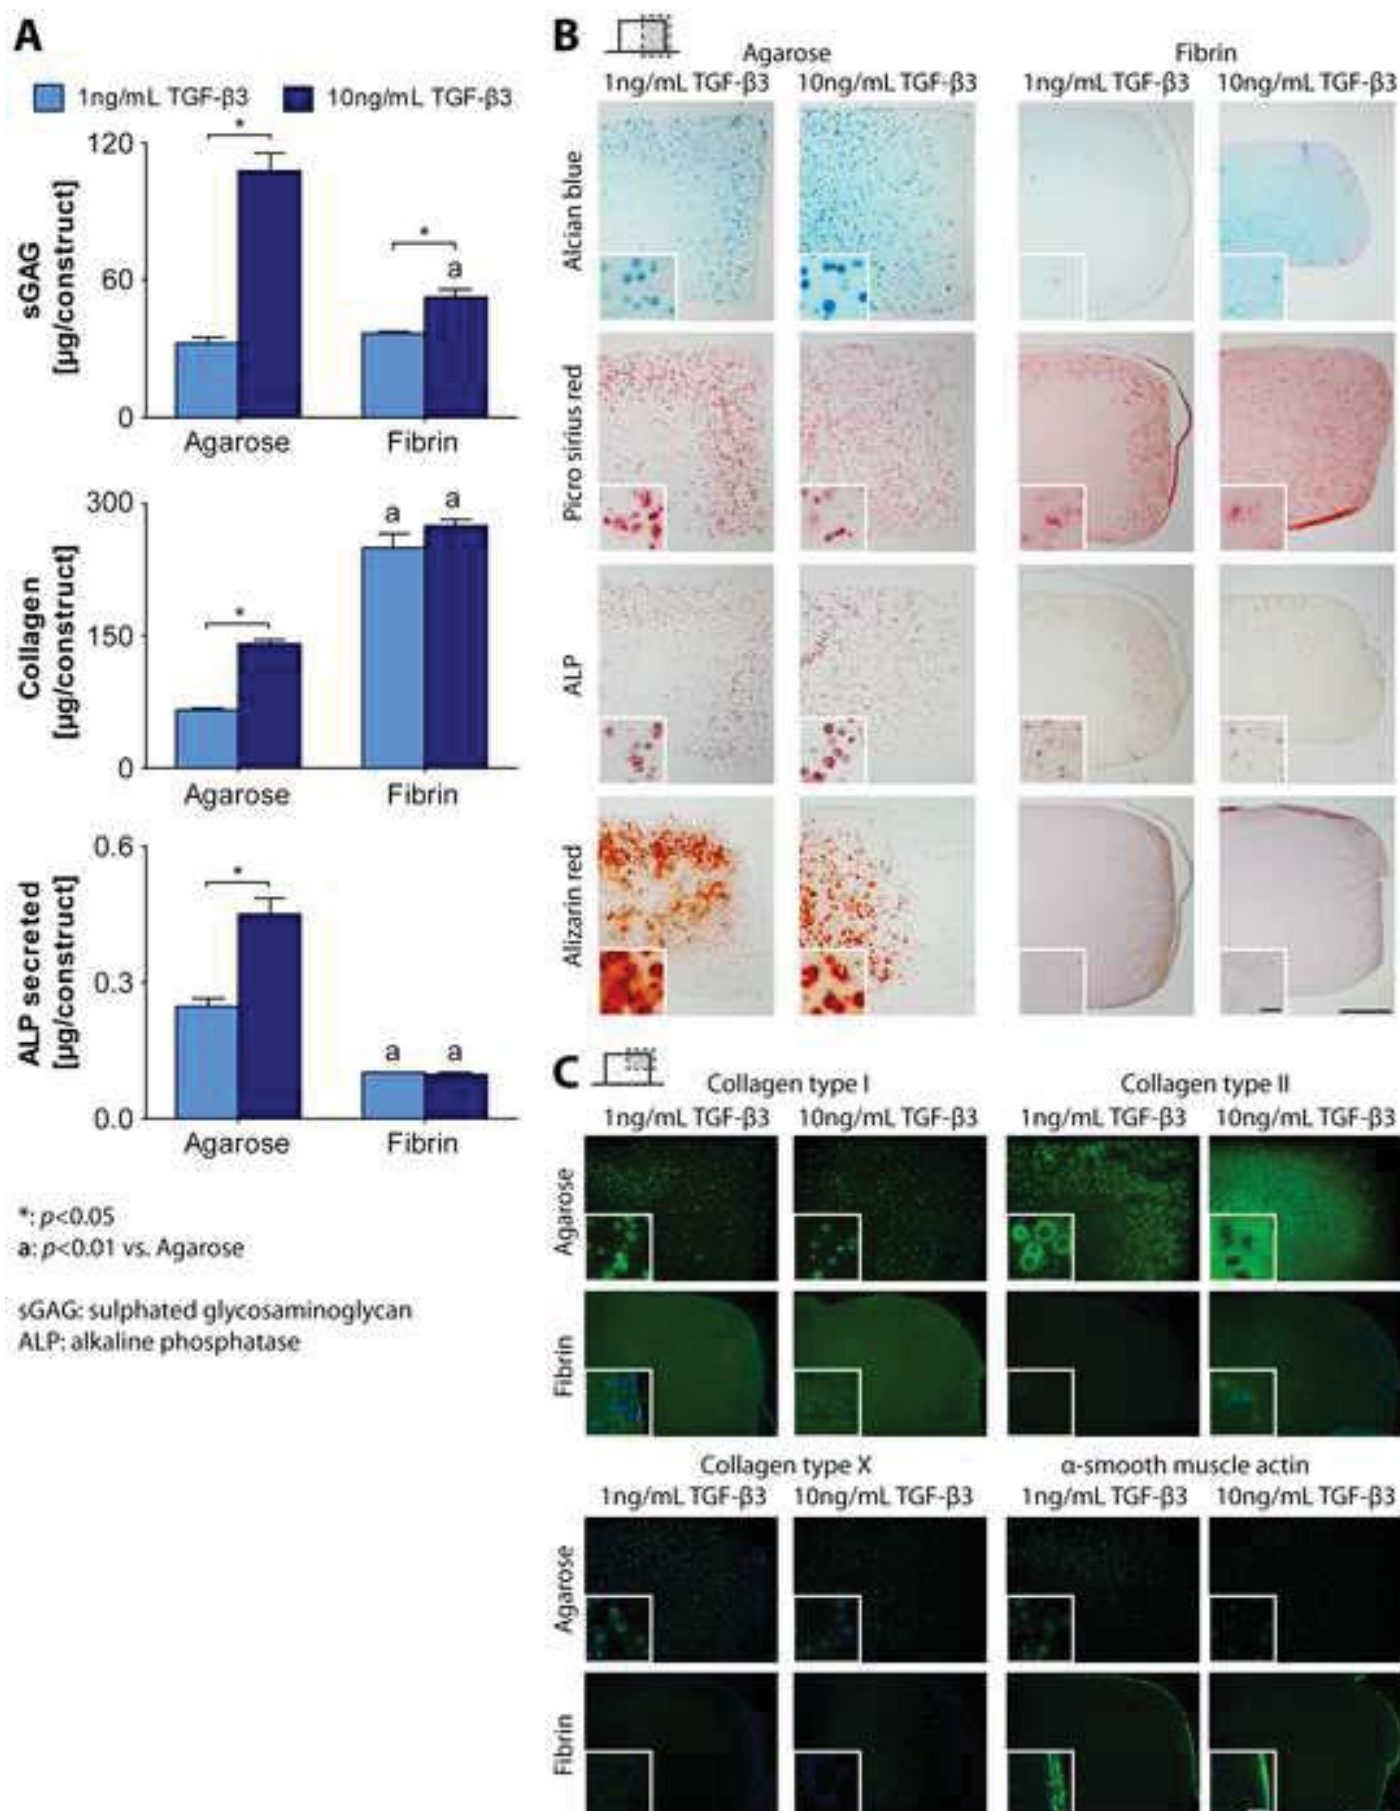 A
1ng/mL TGF-β3 10ng/mL TGF-β3
*
*
a
120
60
0
sGAG
[µg/construct]
Agarose Fibrin
*
a a
300
150
0
Collagen
[µg/construct]
Agarose Fibrin
*
a a
0.6
0.3
0.0
ALP secreted
[µg/construct]
Agarose Fibrin
*: p<0.05
a: p<0.01 vs. Agarose
sGAG: sulphated glycosaminoglycan
ALP: alkaline phosphatase
B
Agarose Fibrin
1ng/mL TGF-β3 10ng/mL TGF-β3 1ng/mL TGF-β3 10ng/mL TGF-β3
Alcian blue
Picro sirius red
ALP
Alizarin red
C
Collagen type I Collagen type II
1ng/mL TGF-β3 10ng/mL TGF-β3 1ng/mL TGF-β3 10ng/mL TGF-β3
Agarose
Fibrin
Collagen type X α-smooth muscle actin
1ng/mL TGF-β3 10ng/mL TGF-β3 1ng/mL TGF-β3 10ng/mL TGF-β3
Agarose
Fibrin